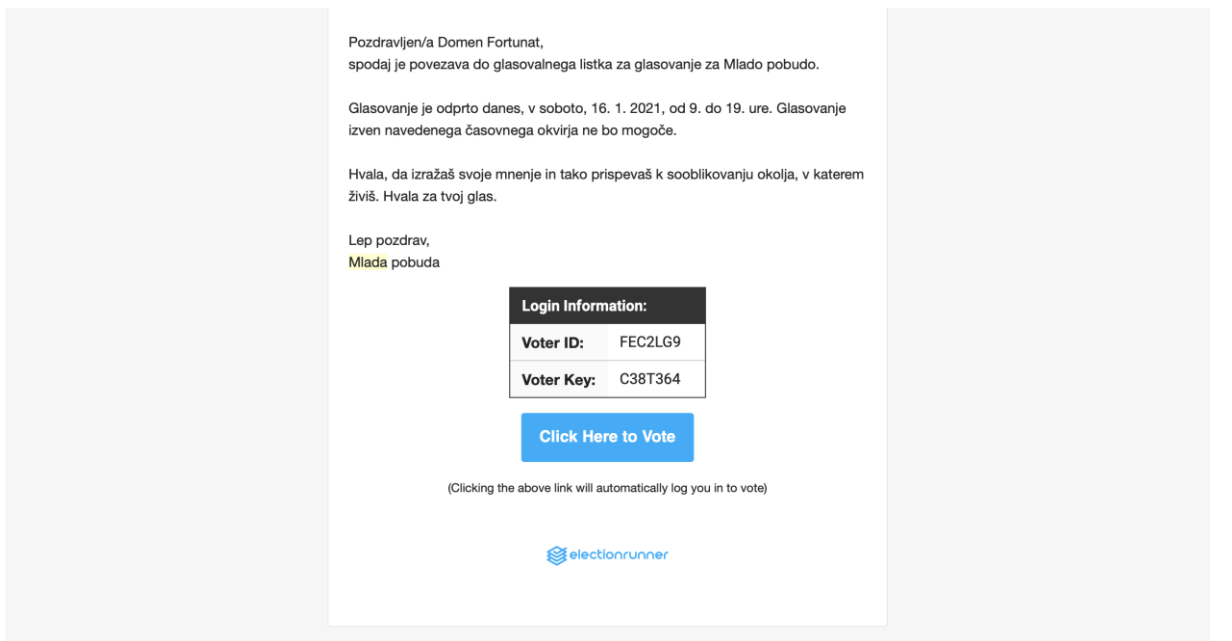 Pozdravljen/a Domen Fortunat,
spodaj je povezava do glasovalnega listka za glasovanje za Mlado pobudo.
Glasovanje je odprto danes, v soboto, 16. 1. 2021, od 9. do 19. ure. Glasovanje
izven navedenega časovnega okvirja ne bo mogoče.
Hvala, da izražaš svoje mnenje in tako prispevaš k sooblikovanju okolja, v katerem
živiš. Hvala za tvoj glas.
Lep pozdrav,
Mlada pobuda
Login Information:
Voter ID: FEC2LG9
Voter Key: C38T364
Click Here to Vote
(Clicking the above link will automatically log you in to vote)
electionrunner